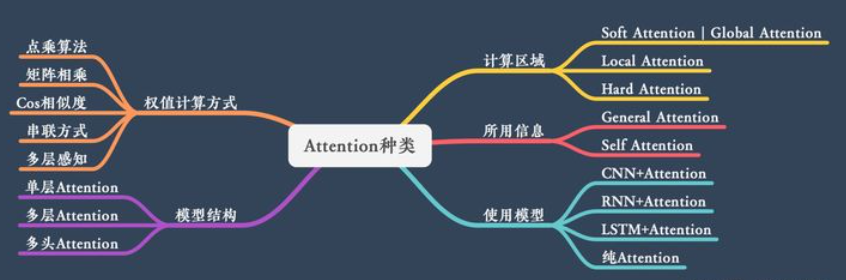 Attention种类
权值计算方式
点乘算法
矩阵相乘
Cos相似度
串联方式
多层感知
模型结构
单层Attention
多层Attention
多头Attention
计算区域
Soft Attention | Global Attention
Local Attention
Hard Attention
所用信息
General Attention
Self Attention
使用模型
CNN+Attention
RNN+Attention
LSTM+Attention
纯Attention